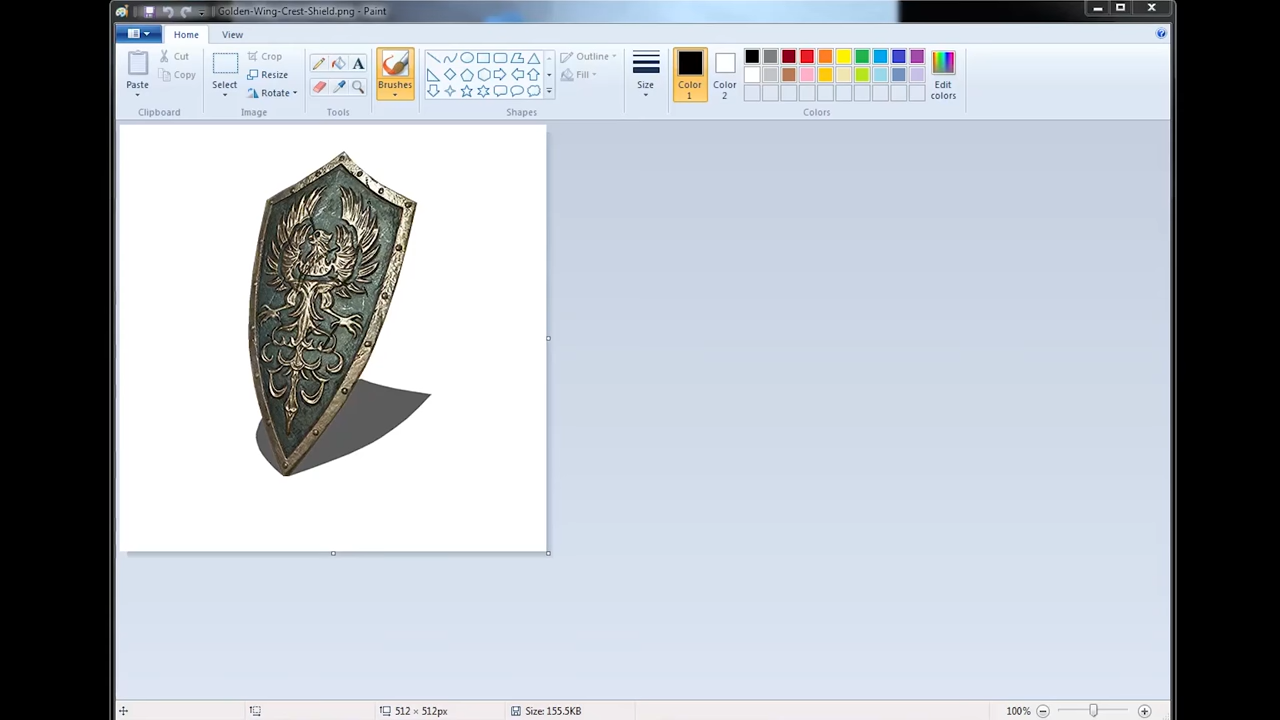 Golden-Wing-Crest-Shield.png - Paint
Home
View
Paste
Cut
Copy
Clipboard
Select
Crop
Resize
Rotate
Image
A
Tools
Brushes
Outline
Fill
Shapes
Size
Color
1
Color
2
Edit
colors
Colors
512 × 512px
Size: 155.5KB
100%